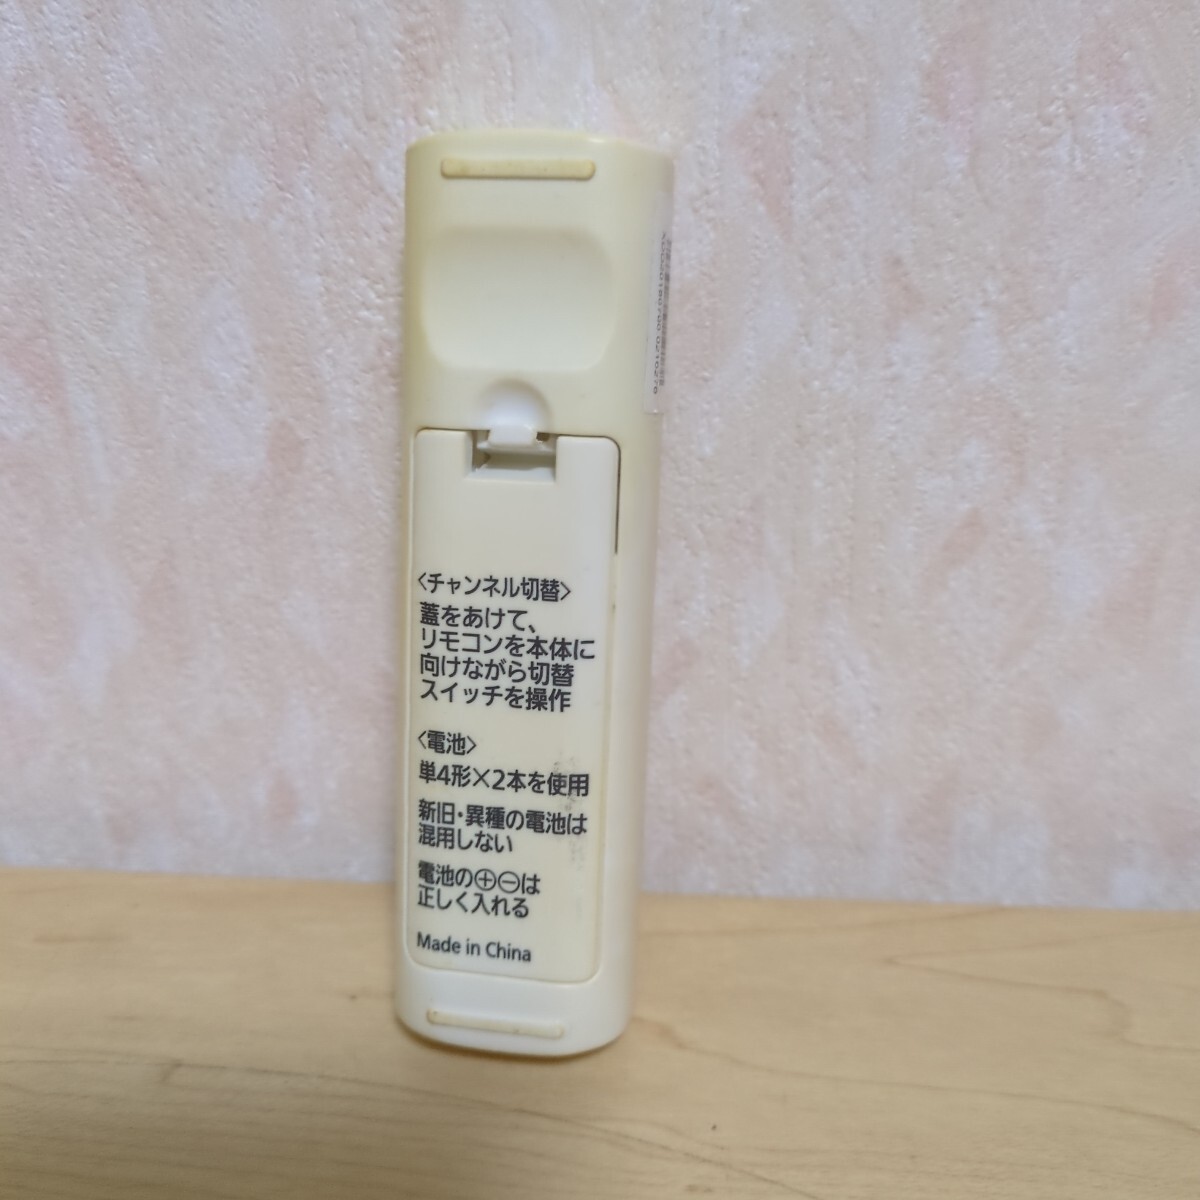 〈チャンネル切替〉
蓋をあけて、
リモコンを本体に
向けながら切替
スイッチを操作
〈電池〉
単4形×2本を使用
新旧・異種の電池は
混用しない
電池の⊕⊖は
正しく入れる
Made in China